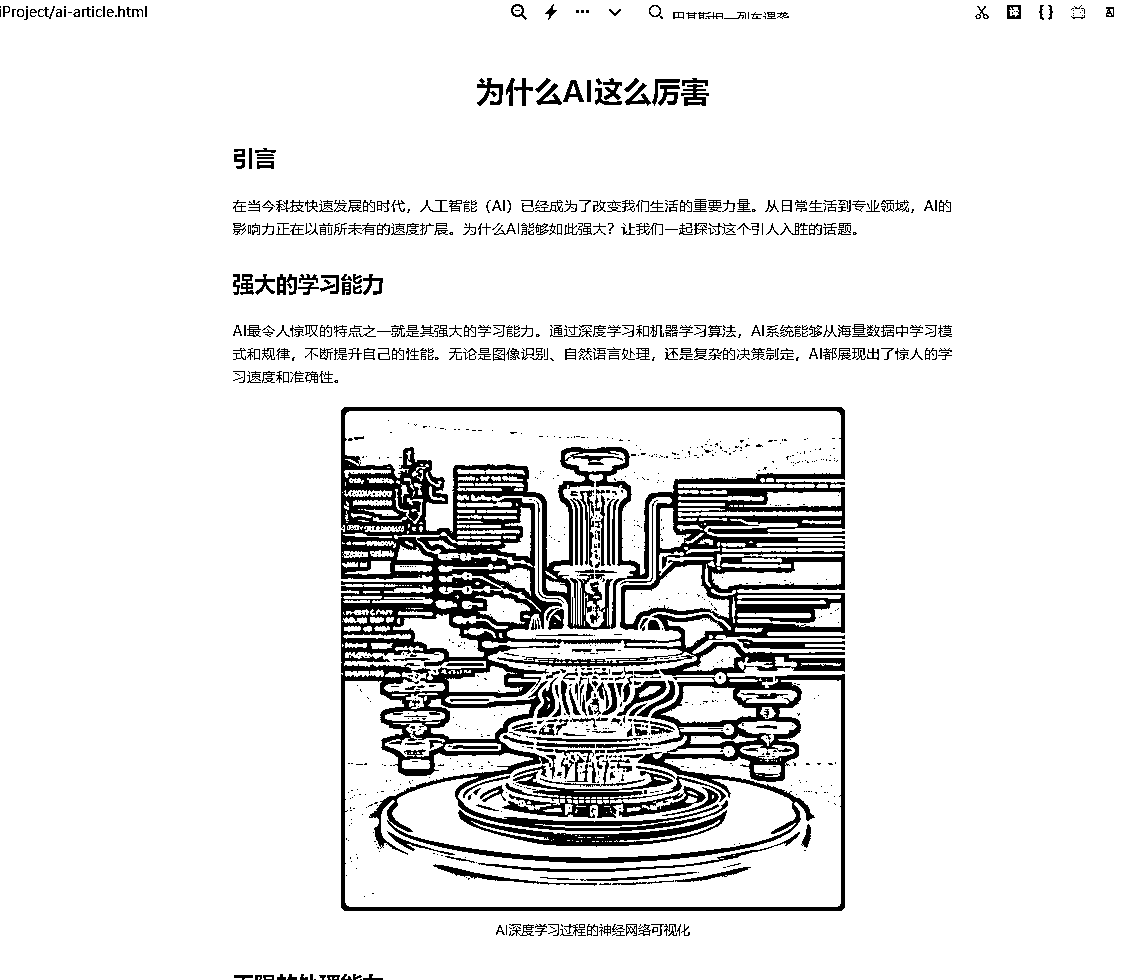 iProject/ai-article.html
为什么AI这么厉害
引言
在当今科技快速发展的时代，人工智能（AI）已经成为了改变我们生活的重要力量。从日常生活到专业领域，AI的
影响力正在以前所未有的速度扩展。为什么AI能够如此强大？让我们一起探讨这个引人入胜的话题。
强大的学习能力
AI最令人惊叹的特点之一就是其强大的学习能力。通过深度学习和机器学习算法，AI系统能够从海量数据中学习模
式和规律，不断提升自己的性能。无论是图像识别、自然语言处理，还是复杂的决策制定，AI都展现出了惊人的学
习速度和准确性。
AI深度学习过程的神经网络可视化